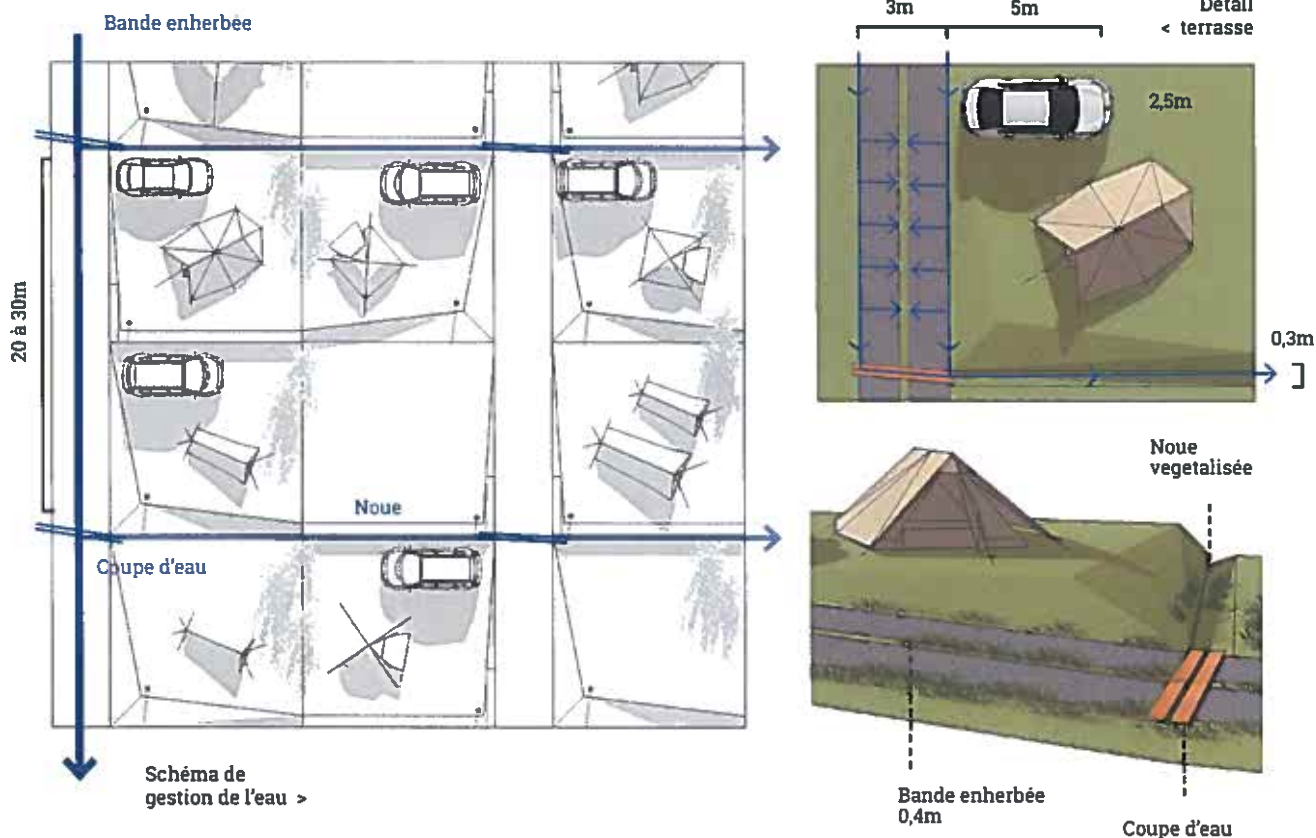 Bande enherbée
20 à 30m
Noue
Coupe d'eau
Schéma de
gestion de l'eau >
3m
5m
Détail
< terrasse
2,5m
0,3m
Noue
vegetalisée
Bande enherbée
0,4m
Coupe d'eau